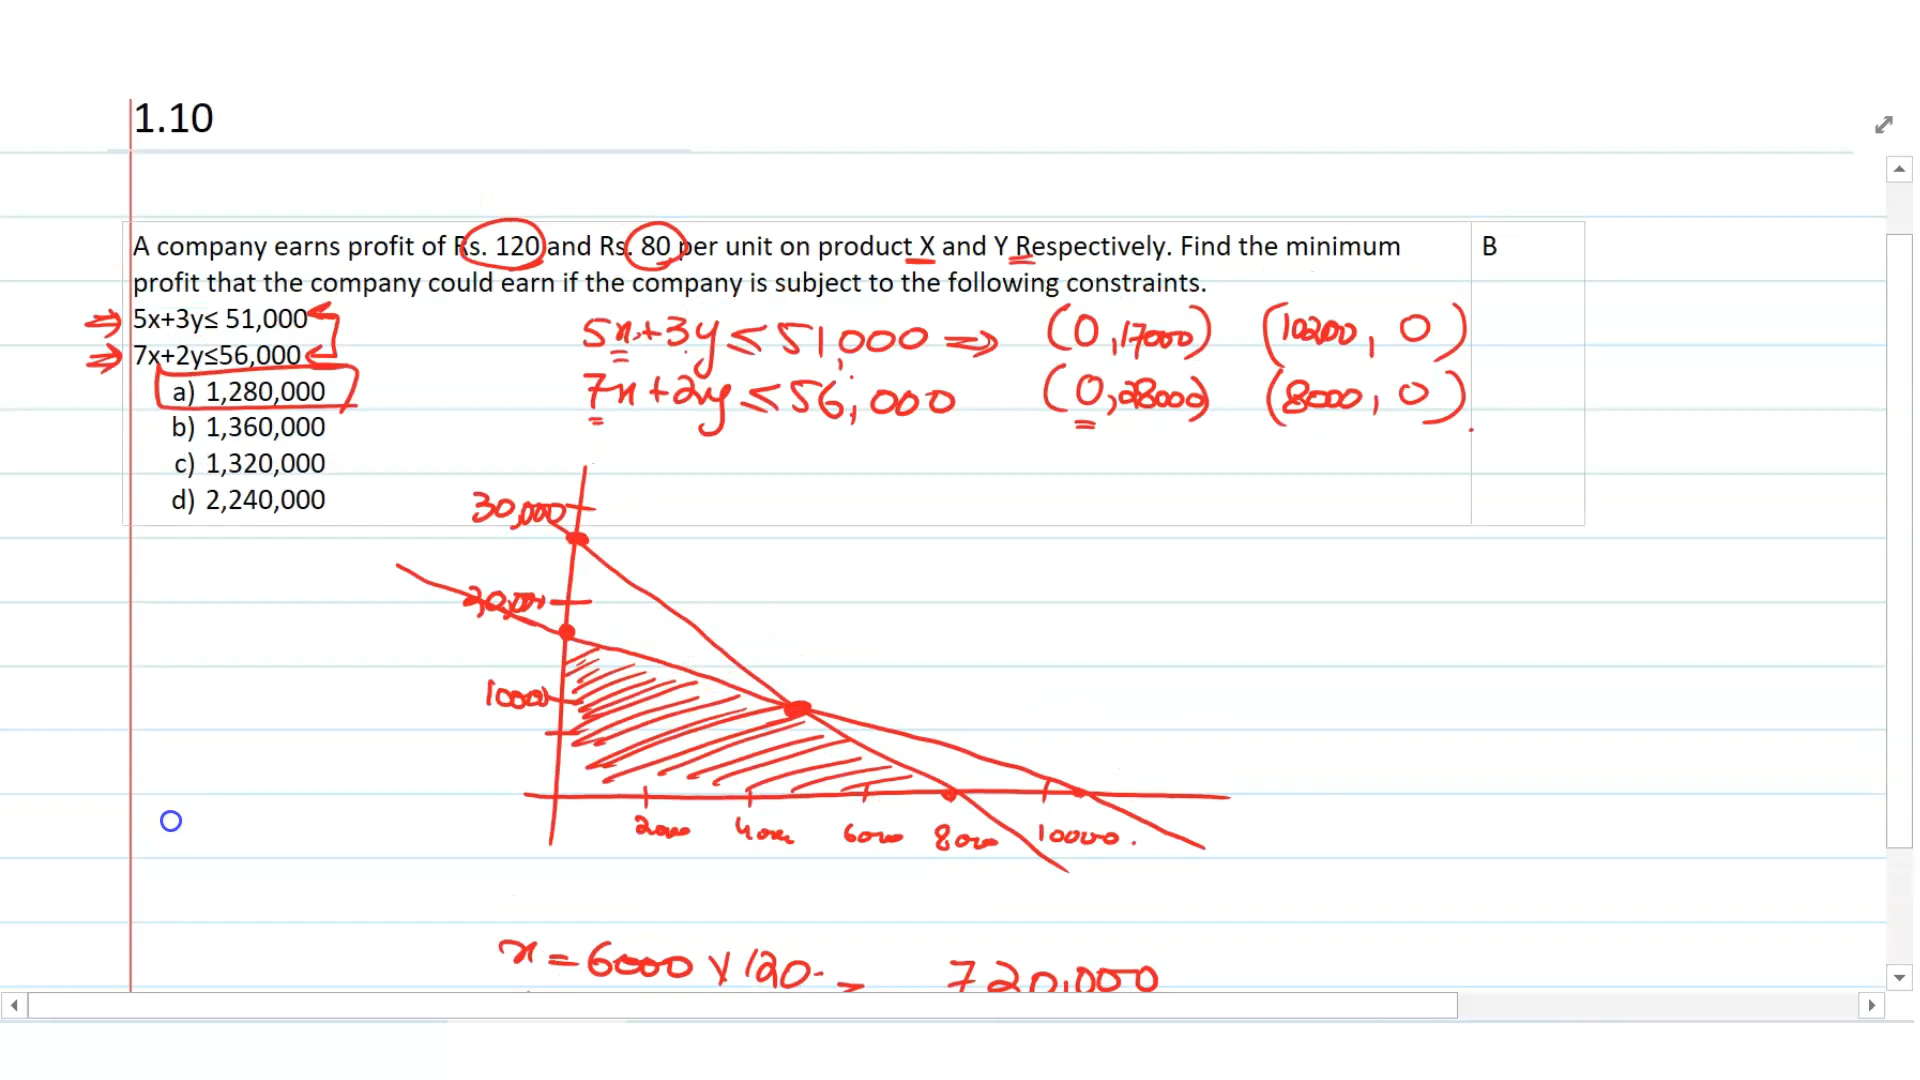 1.10
A company earns profit of Rs. 120 and Rs. 80 per unit on product X and Y Respectively. Find the minimum
profit that the company could earn if the company is subject to the following constraints.
B
5x+3y≤ 51,000
7x+2y≤56,000
a) 1,280,000
b) 1,360,000
c) 1,320,000
d) 2,240,000
5x+3y ≤ 51,000 ⇒ (0,17000) (10200, 0)
7x+2y ≤ 56,000 (0,28000) (8000, 0)
30,000
20,000
10000
2000 4000 6000 8000 10000
x = 6000 x 120 = 720,000